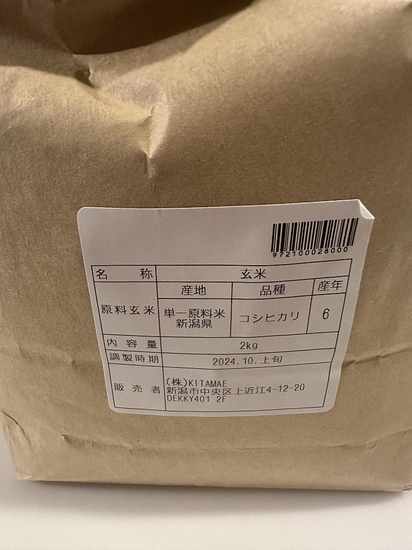 972100028000
名 称 玄米
産地 品種 産年
原料玄米 単一原料米 新潟県 コシヒカリ 6
内容量 2kg
調製時期 2024.10.上旬
販売者 (株)KITAMAE
新潟市中央区上近江4-12-20
DEKKY401 2F